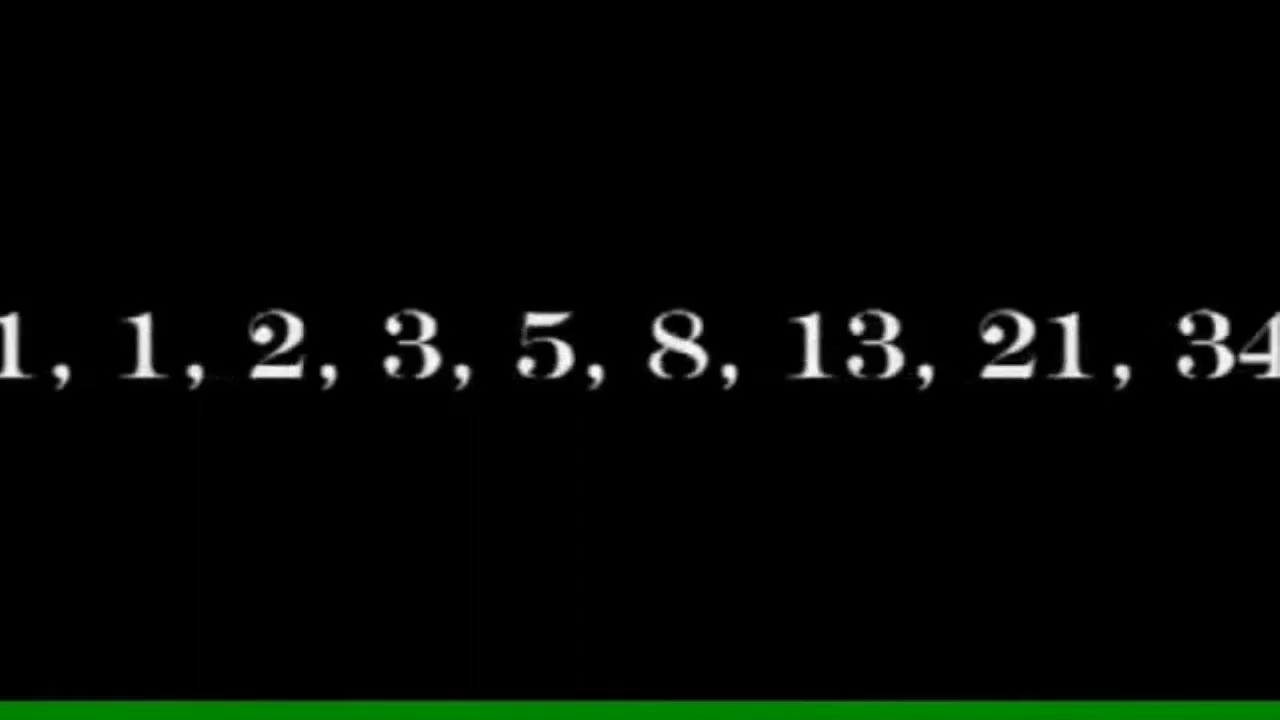 1, 1, 2, 3, 5, 8, 13, 21, 34